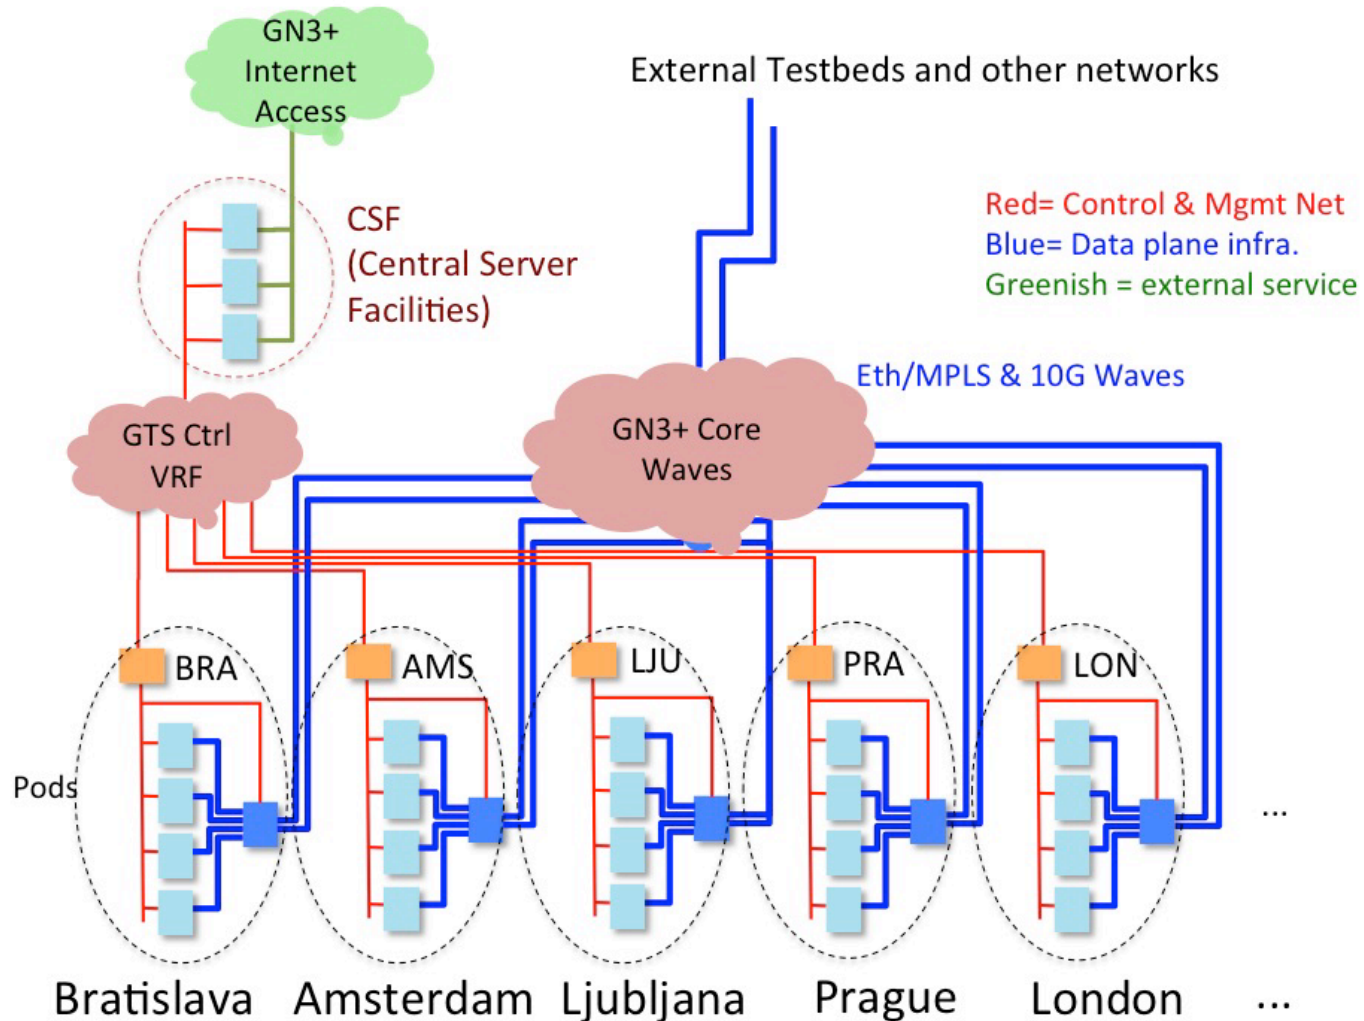 GN3+
Internet
Access
External Testbeds and other networks
CSF
(Central Server
Facilities)
Red= Control & Mgmt Net
Blue= Data plane infra.
Greenish = external service
Eth/MPLS & 10G Waves
GTS Ctrl
VRF
GN3+ Core
Waves
BRA
AMS
LJU
PRA
LON
Pods
...
Bratislava
Amsterdam
Ljubljana
Prague
London
...